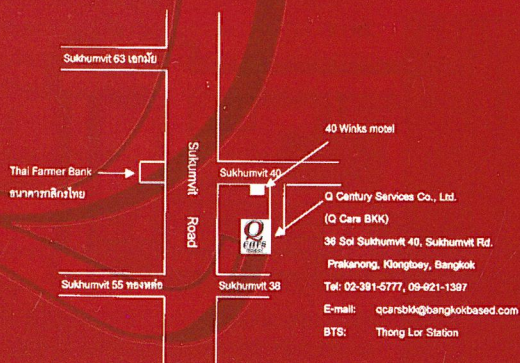 Sukhumvit 63 เอกมัย
40 Winks motel
Thai Farmer Bank
ธนาคารกสิกรไทย
Sukumvit Road
Sukhumvit 40
Q Century Services Co., Ltd.
(Q Cars BKK)
36 Soi Sukhumvit 40, Sukhumvit Rd.
Prakanong, Klongtoey, Bangkok
Tel: 02-391-5777, 09-921-1397
E-mail: qcarsbkk@bangkokbased.com
BTS: Thong Lor Station
Q
cars
Sukhumvit 55 ทองหล่อ
Sukhumvit 38